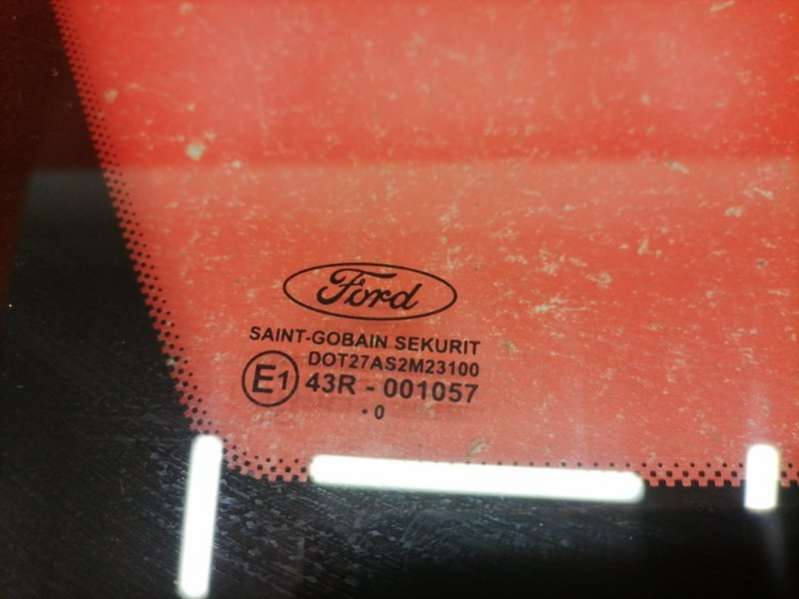 Ford
SAINT-GOBAIN SEKURIT
DOT27AS2M23100
E1 43R - 001057
· 0